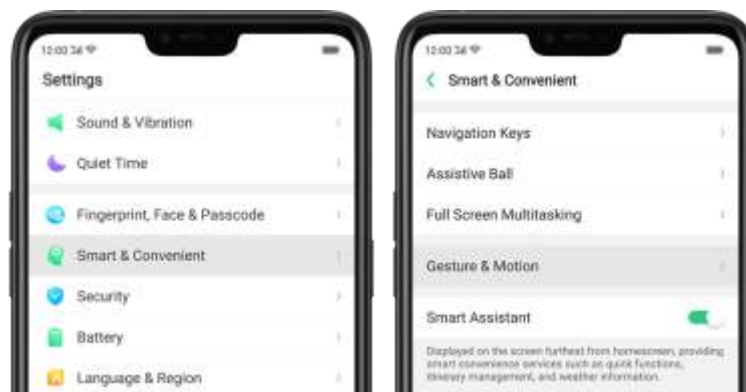 12:00
Settings
Sound & Vibration
Quiet Time
Fingerprint, Face & Passcode
Smart & Convenient
Security
Battery
Language & Region
12:00
Smart & Convenient
Navigation Keys
Assistive Ball
Full Screen Multitasking
Gesture & Motion
Smart Assistant
Displayed on the screen furthest from homescreen, providing
smart convenience services such as quick functions,
itinerary management, and weather information.